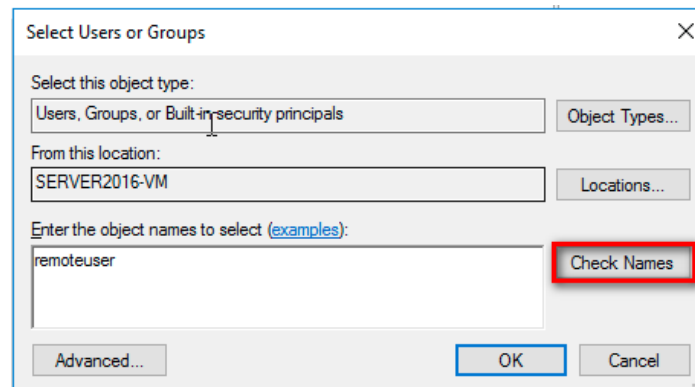 Select Users or Groups
Select this object type:
Users, Groups, or Built-in security principals
Object Types...
From this location:
SERVER2016-VM
Locations...
Enter the object names to select (examples):
remoteuser
Check Names
Advanced...
OK
Cancel